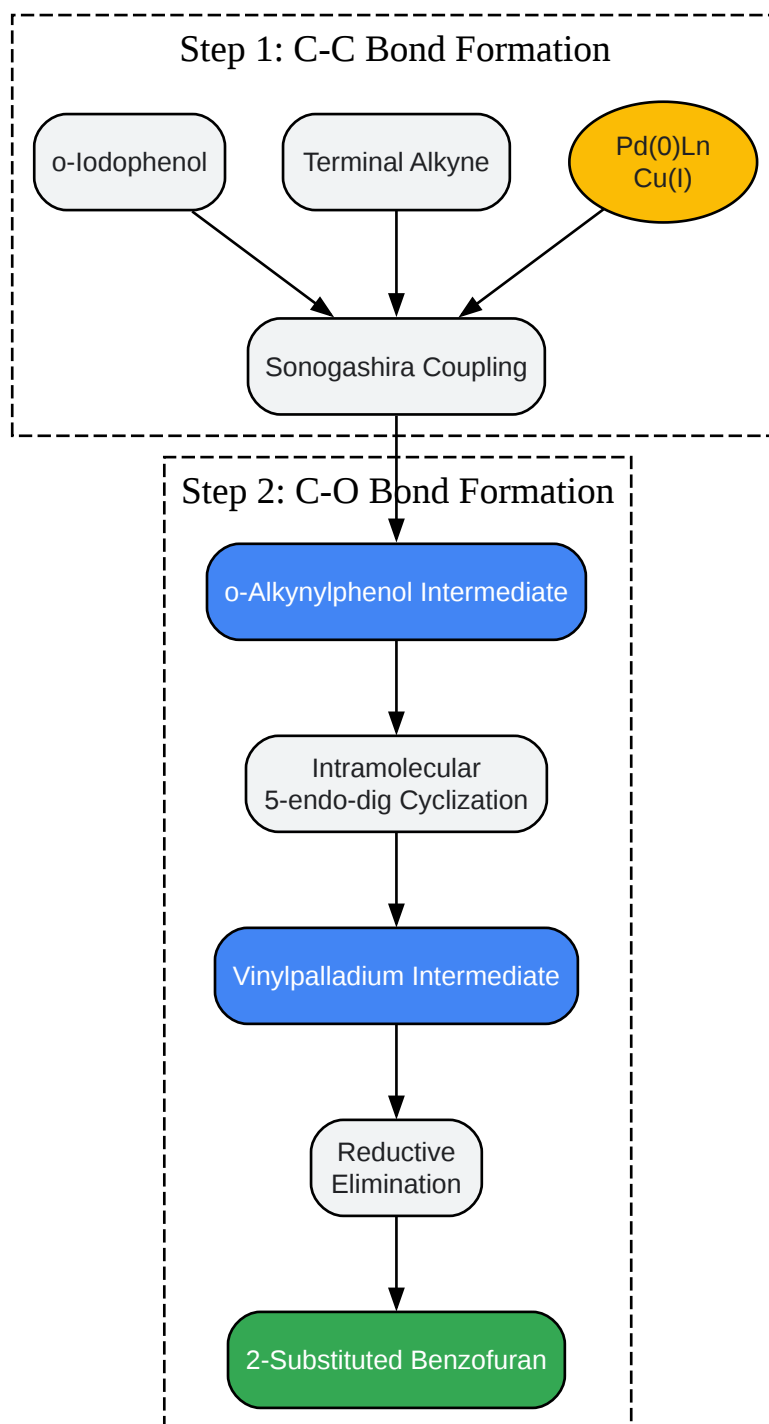 Step 1: C-C Bond Formation
o-Iodophenol
Terminal Alkyne
Pd(0)Ln
Cu(I)
Sonogashira Coupling
Step 2: C-O Bond Formation
o-Alkynylphenol Intermediate
Intramolecular
5-endo-dig Cyclization
Vinylpalladium Intermediate
Reductive
Elimination
2-Substituted Benzofuran